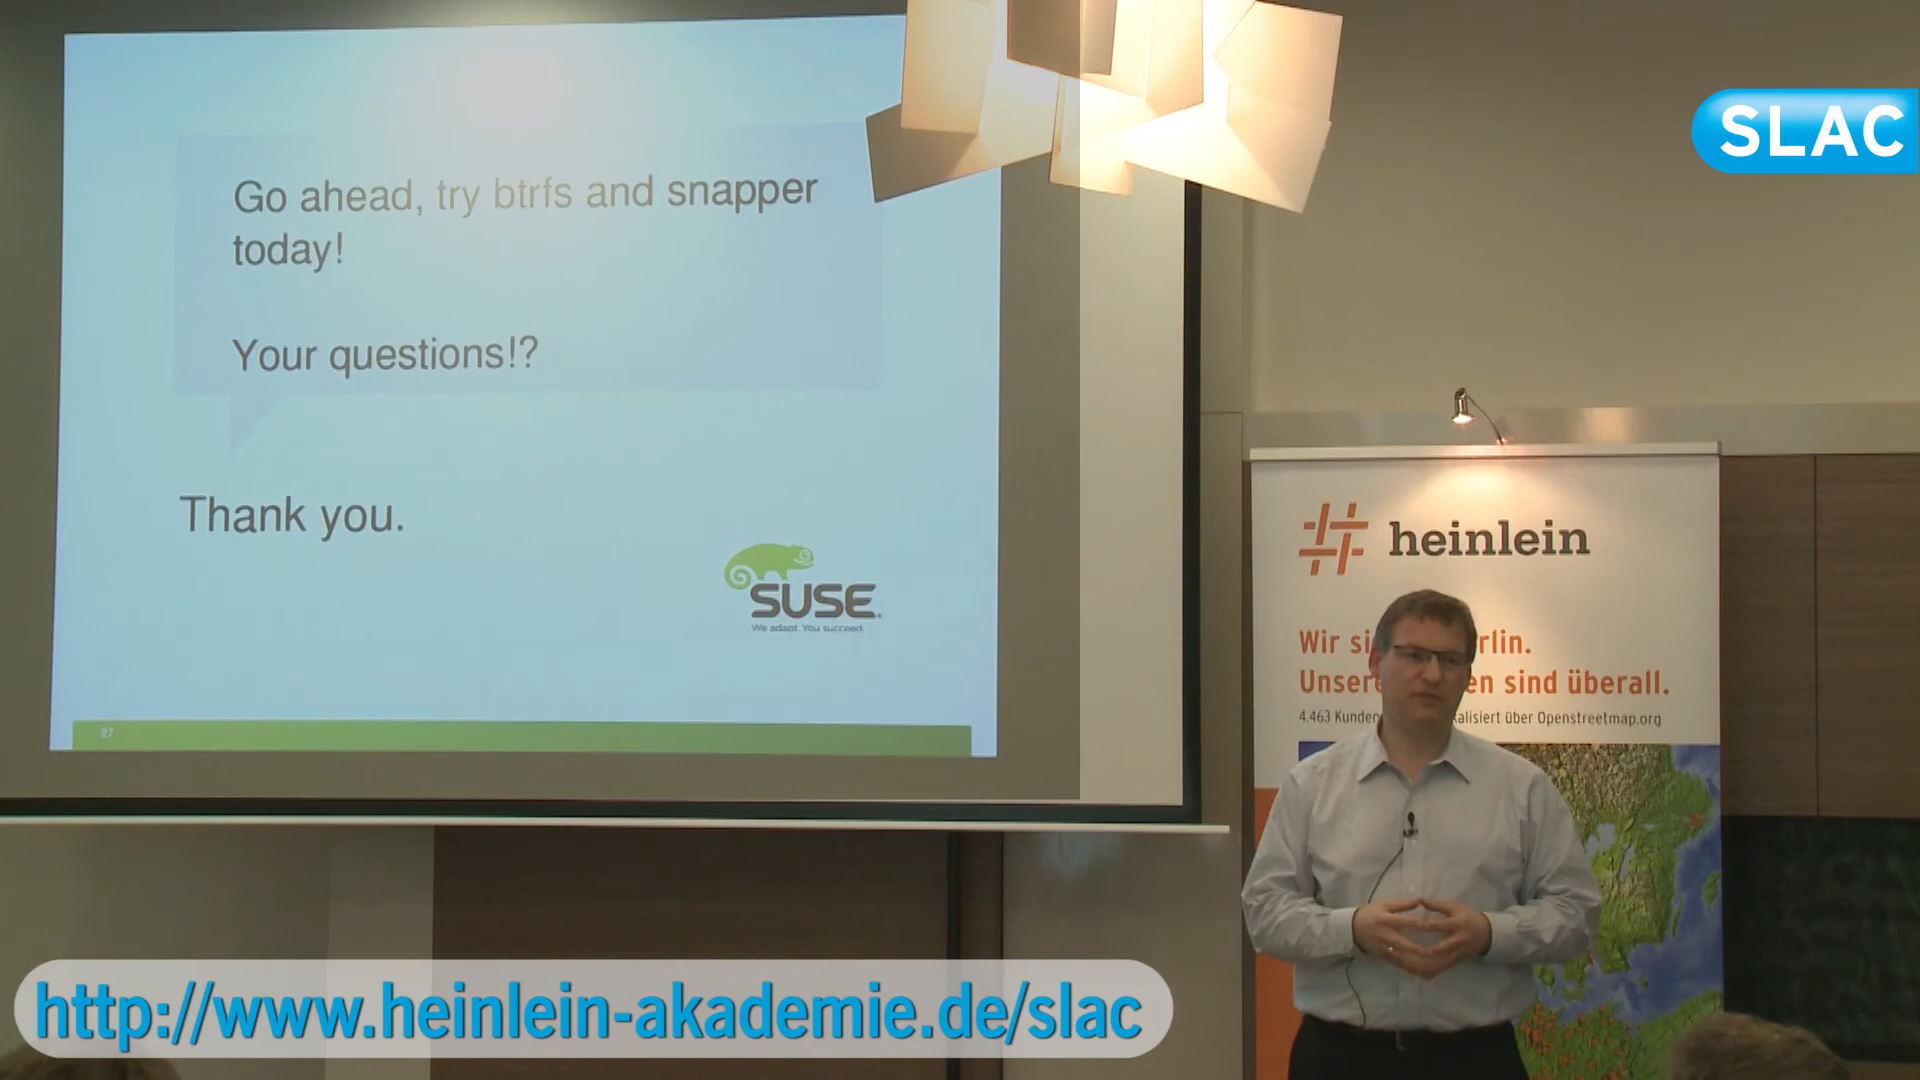 Go ahead, try btrfs and snapper
today!
Your questions!?
Thank you.
SUSE
We adapt. You succeed.
27
SLAC
heinlein
Wir si rlin.
Unser en sind überall.
4.463 Kunden alisiert über Openstreetmap.org
http://www.heinlein-akademie.de/slac